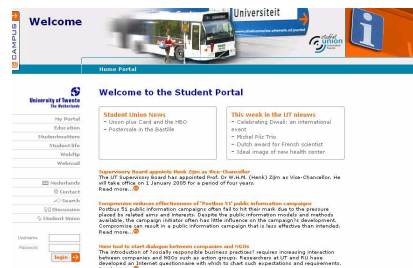 Welcome
Universiteit
CAMPUS
student
union
Home Portal
University of Twente
The Netherlands
My Portal
Education
Studentmatters
Student life
WebHp
Webmail
Nederlands
Contact
Search
Discussion
Student Union
Username
Password
login
Welcome to the Student Portal
Student Union News
- Union plus Card and the HBO
- Postersale in the Bastille
This week in the UT nieuws
- Celebrating Diwali: an international
event
- Michel Pilz Trio
- Dutch award for French scientist
- Ideal image of new health center
Supervisory Board appoints Henk Zijm as Vice-Chancellor
The UT Supervisory Board has appointed Prof. Dr W.H.M. (Henk) Zijm as Vice-Chancellor. He
will take office on 1 January 2005 for a period of four years.
Read more...
Compromise reduces effectiveness of "Postbus 51" public information campaigns
Postbus 51 public information campaigns often fail to hit their mark due to the pressure
placed by related aims and interests. Despite the public information models and methods
available, the campaign initiator often has little influence on the campaign's development.
Compromise can result in a public information campaign that is less effective than intended.
Read more...
New tool to start dialogue between companies and NGOs
The introduction of "socially responsible business practices" requires increasing interaction
between companies and NGOs such as action groups. Researchers at UT and RU have
developed an Internet questionnaire with which to chart such expectations and requirements.